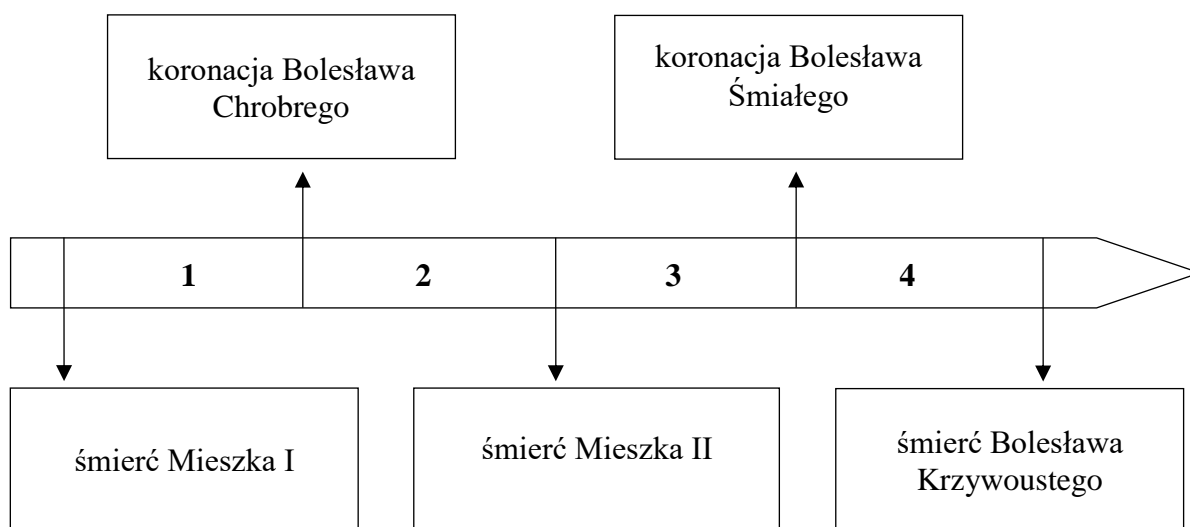 koronacja Bolesława
Chrobrego
koronacja Bolesława
Śmiałego
1
2
3
4
śmierć Mieszka I
śmierć Mieszka II
śmierć Bolesława
Krzywoustego